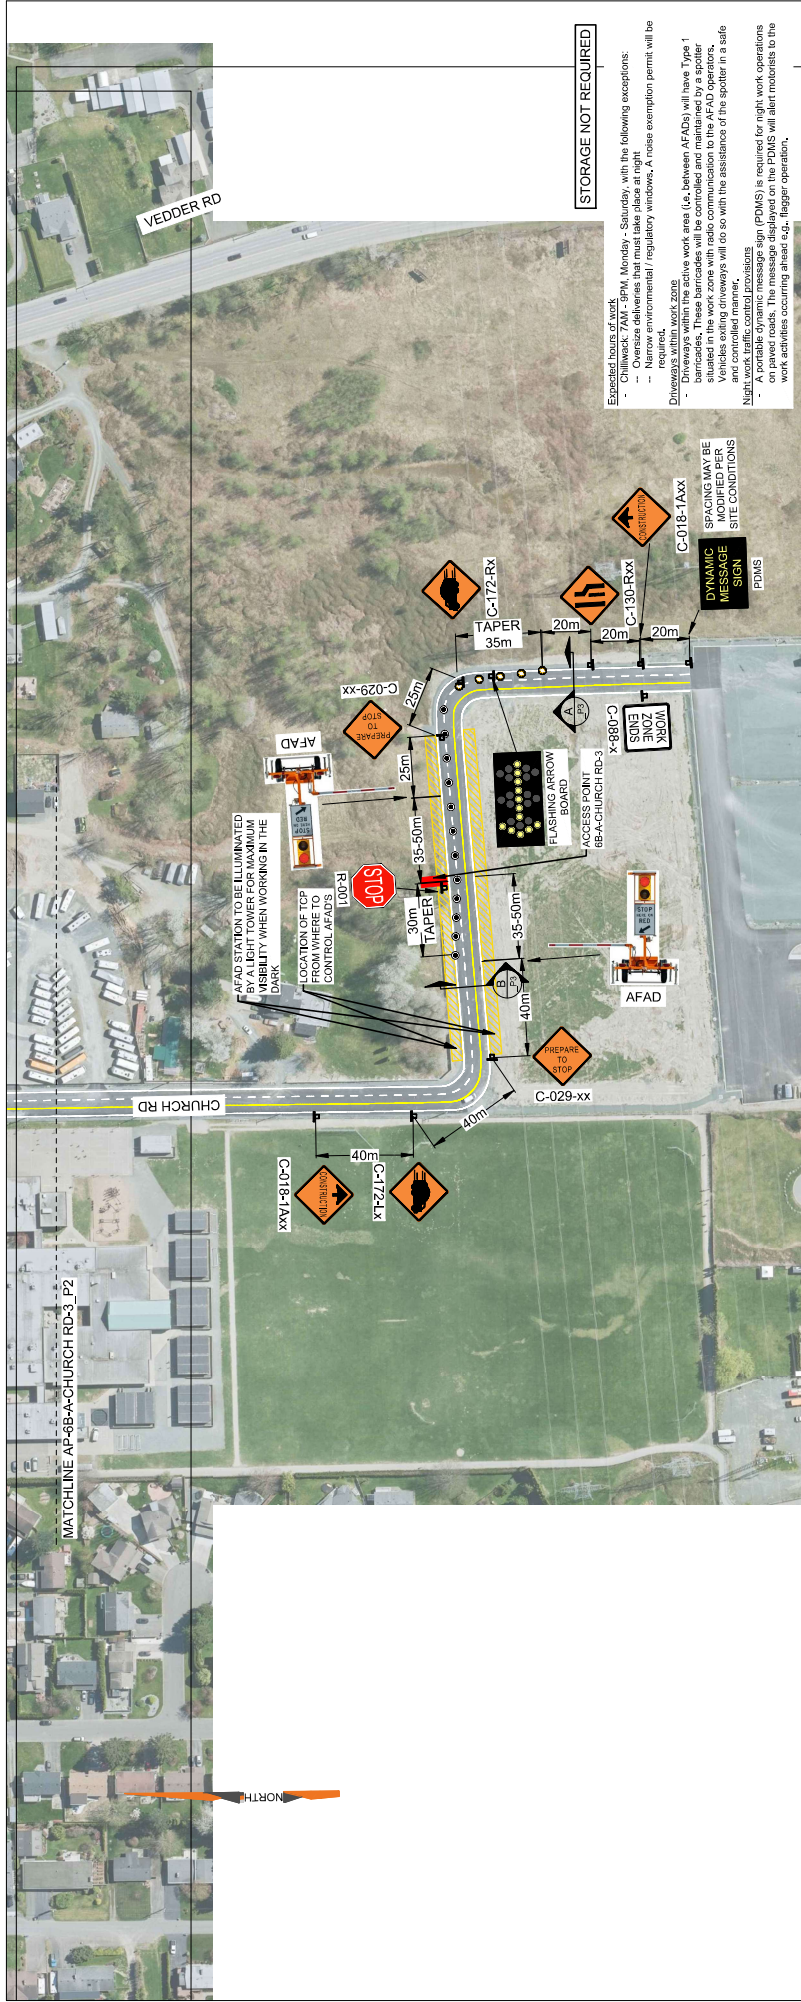 VEDDER RD
STORAGE NOT REQUIRED
Expected hours of work
- Chilliwack: 7AM - 9PM, Monday - Saturday, with the following exceptions:
-- Oversize deliveries that must take place at night
-- Narrow environmental / regulatory windows. A noise exemption permit will be
required.
Driveways within work zone
- Driveways within the active work area (i.e. between AFADs) will have Type 1
barricades. These barricades will be controlled and maintained by a spotter
situated in the work zone with radio communication to the AFAD operators.
Vehicles exiting driveways will do so with the assistance of the spotter in a safe
and controlled manner.
Night work traffic control provisions
- A portable dynamic message sign (PDMS) is required for night work operations
on paved roads. The message displayed on the PDMS will alert motorists to the
work activities occurring ahead e.g. flagger operation.
SPACING MAY BE
MODIFIED PER
SITE CONDITIONS
CONSTRUCTION
C-018-1Axx
DYNAMIC
MESSAGE
SIGN
PDMS
C-172-Rx
C-130-Rxx
TAPER
35m
20m
20m
20m
C-029-xx
PREPARE
TO
STOP
25m
25m
AFAD
STOP
HERE ON
RED
A
P3
C-088-x
WORK
ZONE
ENDS
FLASHING ARROW
BOARD
ACCESS POINT
6B-A-CHURCH RD-3
35-50m
R-001
STOP
30m
TAPER
AFAD STATION TO BE ILLUMINATED
BY A LIGHT TOWER FOR MAXIMUM
VISIBILITY WHEN WORKING IN THE
DARK
LOCATION OF TCP
FROM WHERE TO
CONTROL AFAD'S
35-50m
B
P3
40m
STOP
HERE ON
RED
AFAD
PREPARE
TO
STOP
C-029-xx
40m
CHURCH RD
40m
C-018-1Axx
CONSTRUCTION
C-172-Lx
MATCHLINE AP-6B-A-CHURCH RD-3_P2
NORTH